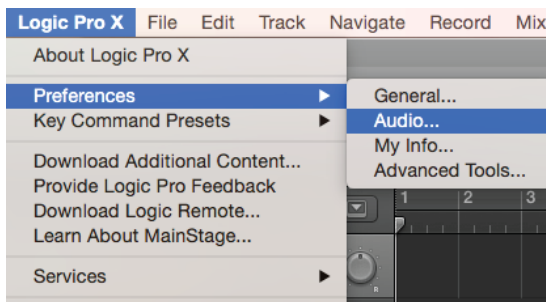 Logic Pro X File Edit Track Navigate Record Mix
About Logic Pro X
Preferences
General...
Key Command Presets
Audio...
My Info...
Download Additional Content...
Advanced Tools...
Provide Logic Pro Feedback
Download Logic Remote...
1 2 3
Learn About MainStage...
Services
R